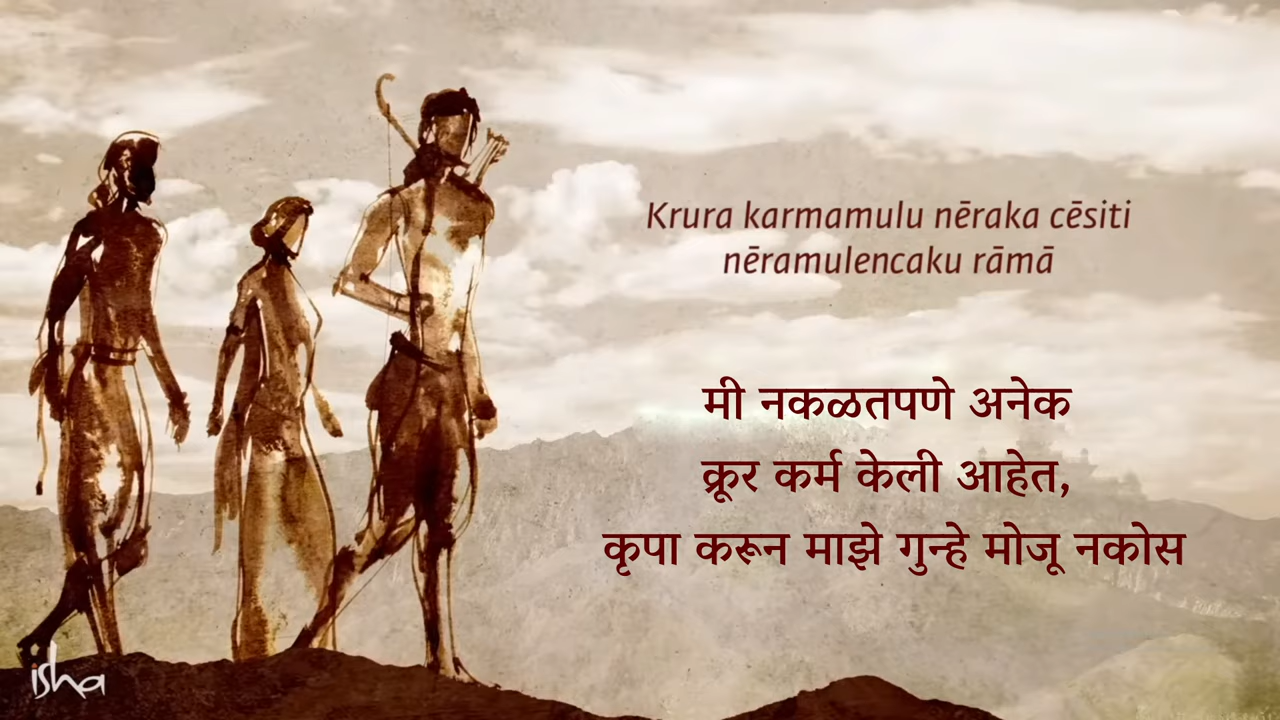 Krura karmamulu nēraka cēsiti
nēramulencaku rāmā
मी नकळतपणे अनेक
क्रूर कर्म केली आहेत,
कृपा करून माझे गुन्हे मोजू नकोस
isha